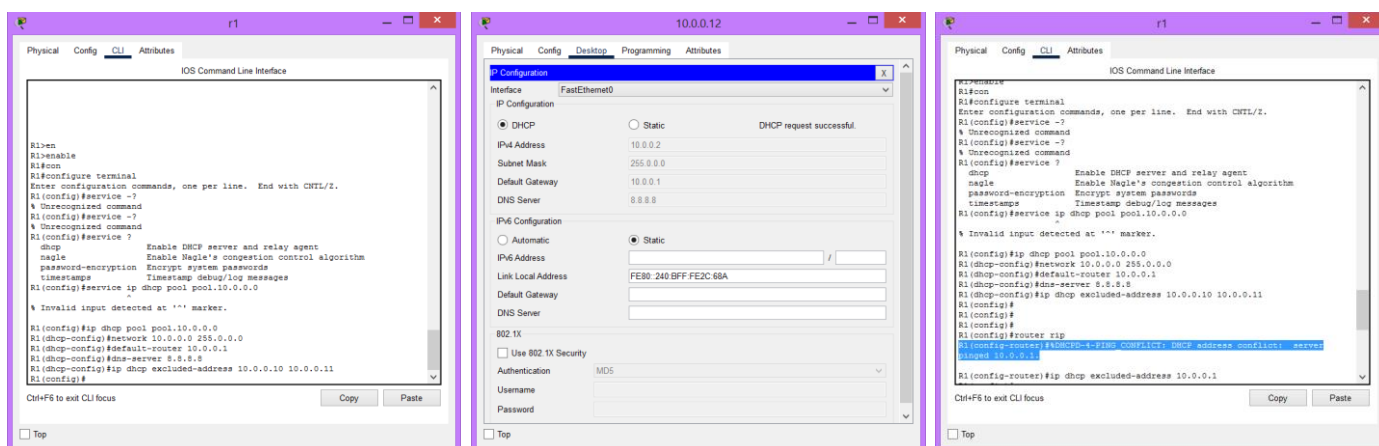 r1
Physical Config CLI Attributes
IOS Command Line Interface
R1>en
R1>enable
R1#con
R1#configure terminal
Enter configuration commands, one per line. End with CNTL/Z.
R1(config)#service -?
% Unrecognized command
R1(config)#service -?
% Unrecognized command
R1(config)#service ?
dhcp Enable DHCP server and relay agent
nagle Enable Nagle's congestion control algorithm
password-encryption Encrypt system passwords
timestamps Timestamp debug/log messages
R1(config)#service ip dhcp pool pool.10.0.0.0
^
% Invalid input detected at '^' marker.
R1(config)#ip dhcp pool pool.10.0.0.0
R1(dhcp-config)#network 10.0.0.0 255.0.0.0
R1(dhcp-config)#default-router 10.0.0.1
R1(dhcp-config)#dns-server 8.8.8.8
R1(dhcp-config)#ip dhcp excluded-address 10.0.0.10 10.0.0.11
R1(config)#
Ctrl+F6 to exit CLI focus
Copy Paste
Top
10.0.0.12
Physical Config Desktop Programming Attributes
IP Configuration X
Interface FastEthernet0
IP Configuration
DHCP Static DHCP request successful.
IPv4 Address 10.0.0.2
Subnet Mask 255.0.0.0
Default Gateway 10.0.0.1
DNS Server 8.8.8.8
IPv6 Configuration
Automatic Static
IPv6 Address /
Link Local Address FE80::240:BFF:FE2C:68A
Default Gateway
DNS Server
802.1X
Use 802.1X Security
Authentication MD5
Username
Password
Top
r1
Physical Config CLI Attributes
IOS Command Line Interface
R1>enable
R1#con
R1#configure terminal
Enter configuration commands, one per line. End with CNTL/Z.
R1(config)#service -?
% Unrecognized command
R1(config)#service -?
% Unrecognized command
R1(config)#service ?
dhcp Enable DHCP server and relay agent
nagle Enable Nagle's congestion control algorithm
password-encryption Encrypt system passwords
timestamps Timestamp debug/log messages
R1(config)#service ip dhcp pool pool.10.0.0.0
^
% Invalid input detected at '^' marker.
R1(config)#ip dhcp pool pool.10.0.0.0
R1(dhcp-config)#network 10.0.0.0 255.0.0.0
R1(dhcp-config)#default-router 10.0.0.1
R1(dhcp-config)#dns-server 8.8.8.8
R1(dhcp-config)#ip dhcp excluded-address 10.0.0.10 10.0.0.11
R1(config)#
R1(config)#
R1(config)#
R1(config)#router rip
R1(config-router)#%DHCPD-4-PING_CONFLICT: DHCP address conflict: server
pinged 10.0.0.1.
R1(config-router)#ip dhcp excluded-address 10.0.0.1
Ctrl+F6 to exit CLI focus
Copy Paste
Top